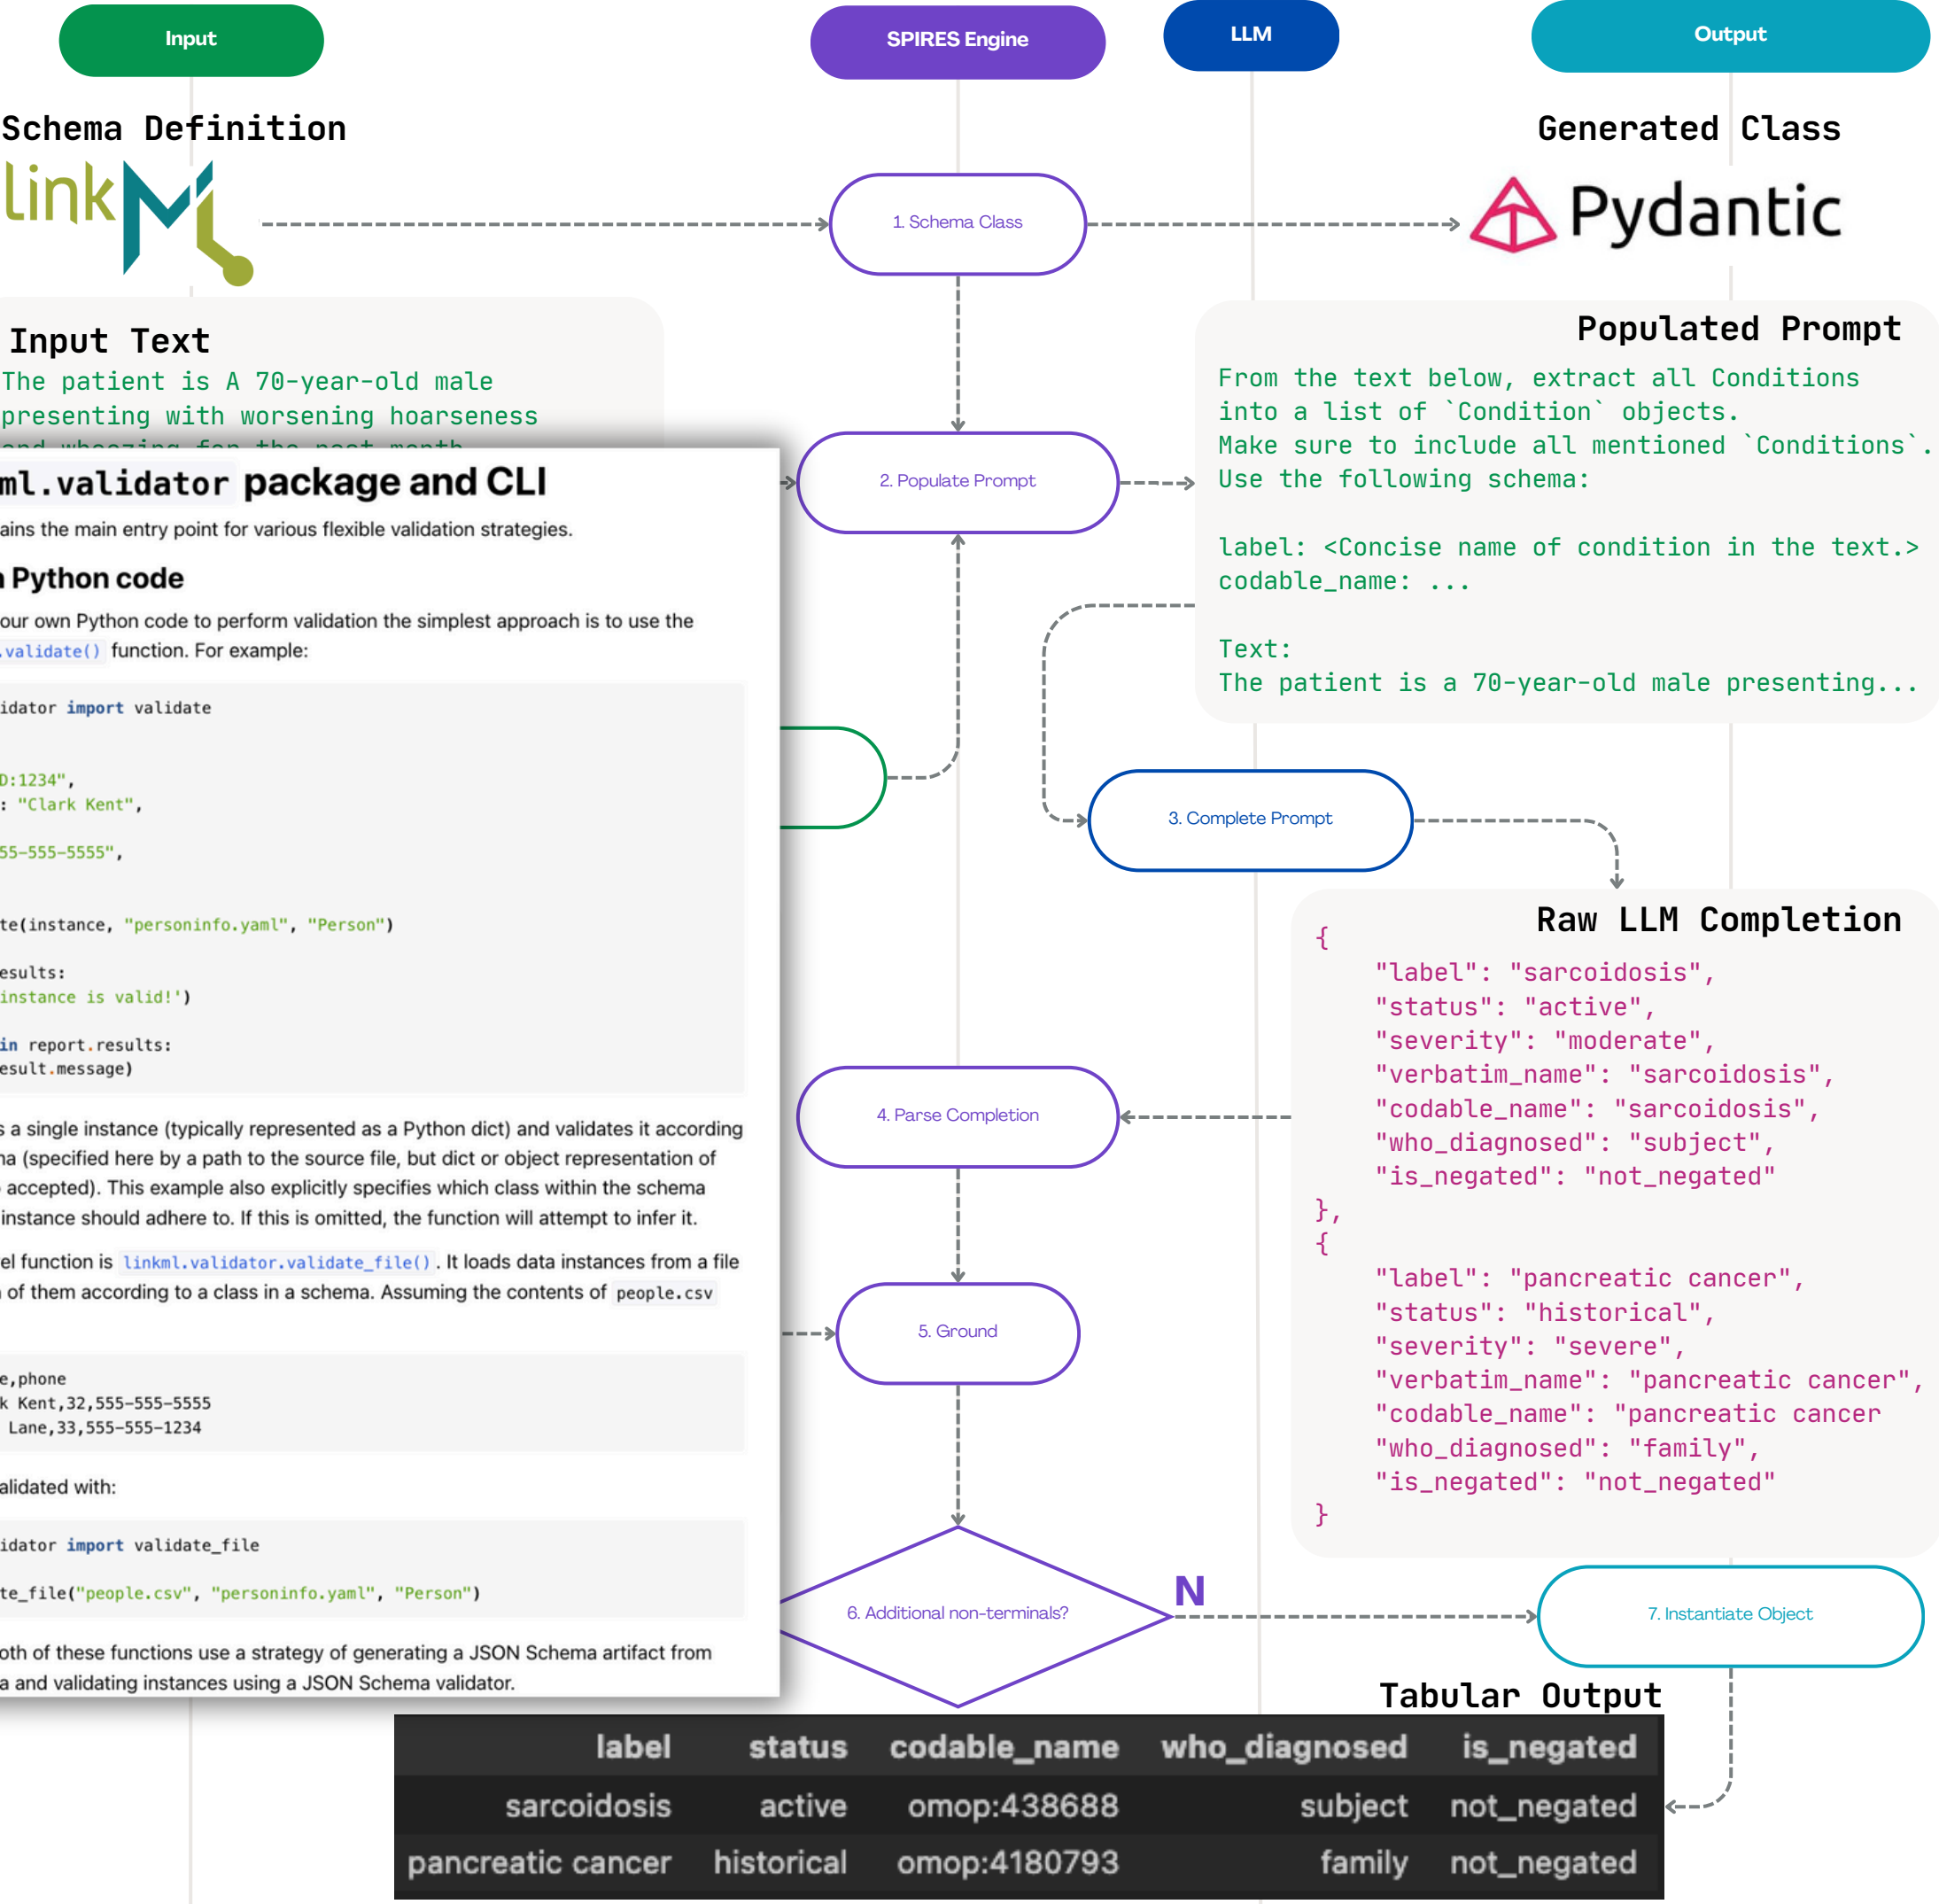 Input
SPIRES Engine
LLM
Output
Schema Definition
linkML
1. Schema Class
Generated Class
Pydantic
Input Text
The patient is A 70-year-old male
presenting with worsening hoarseness
and wheezing for the past month
ml.validator package and CLI
ains the main entry point for various flexible validation strategies.
Python code
our own Python code to perform validation the simplest approach is to use the
.validate() function. For example:
idator import validate
D:1234",
: "Clark Kent",
55-555-5555",
te(instance, "personinfo.yaml", "Person")
esults:
instance is valid!')
in report.results:
esult.message)
s a single instance (typically represented as a Python dict) and validates it according
na (specified here by a path to the source file, but dict or object representation of
accepted). This example also explicitly specifies which class within the schema
instance should adhere to. If this is omitted, the function will attempt to infer it.
el function is linkml.validator.validate_file(). It loads data instances from a file
of them according to a class in a schema. Assuming the contents of people.csv
e,phone
k Kent,32,555-555-5555
Lane,33,555-555-1234
alidated with:
idator import validate_file
te_file("people.csv", "personinfo.yaml", "Person")
oth of these functions use a strategy of generating a JSON Schema artifact from
a and validating instances using a JSON Schema validator.
2. Populate Prompt
Populated Prompt
From the text below, extract all Conditions
into a list of `Condition` objects.
Make sure to include all mentioned `Conditions`.
Use the following schema:
label: <Concise name of condition in the text.>
codable_name: ...
Text:
The patient is a 70-year-old male presenting...
3. Complete Prompt
Raw LLM Completion
{
"label": "sarcoidosis",
"status": "active",
"severity": "moderate",
"verbatim_name": "sarcoidosis",
"codable_name": "sarcoidosis",
"who_diagnosed": "subject",
"is_negated": "not_negated"
},
{
"label": "pancreatic cancer",
"status": "historical",
"severity": "severe",
"verbatim_name": "pancreatic cancer",
"codable_name": "pancreatic cancer
"who_diagnosed": "family",
"is_negated": "not_negated"
}
4. Parse Completion
5. Ground
6. Additional non-terminals?
N
7. Instantiate Object
Tabular Output
label status codable_name who_diagnosed is_negated
sarcoidosis active omop:438688 subject not_negated
pancreatic cancer historical omop:4180793 family not_negated